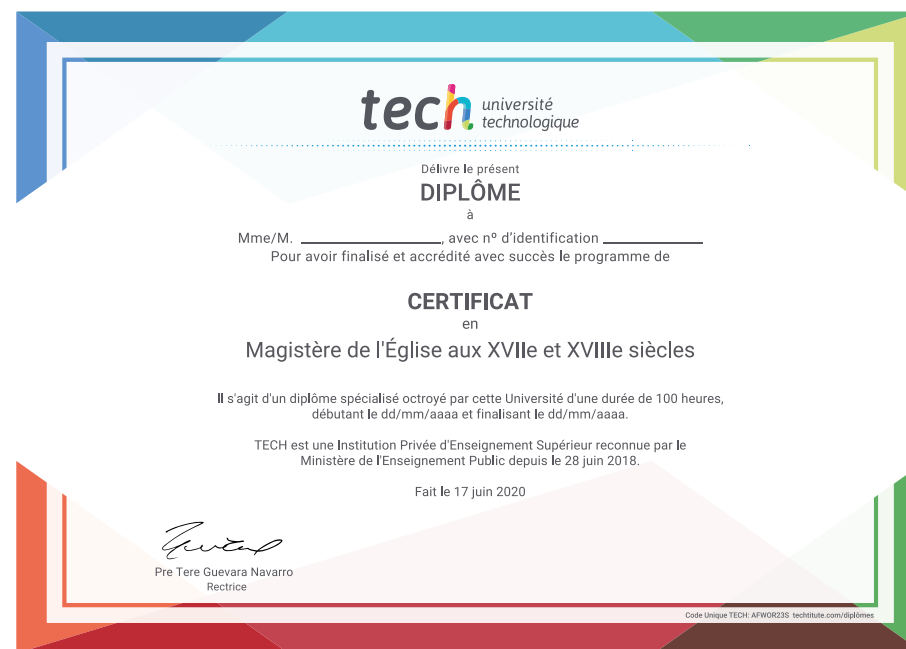 tech université
technologique
Délivre le présent
DIPLÔME
à
Mme/M. ____________________, avec nº d'identification ______________
Pour avoir finalisé et accrédité avec succès le programme de
CERTIFICAT
en
Magistère de l'Église aux XVIIe et XVIIIe siècles
Il s'agit d'un diplôme spécialisé octroyé par cette Université d'une durée de 100 heures,
débutant le dd/mm/aaaa et finalisant le dd/mm/aaaa.
TECH est une Institution Privée d'Enseignement Supérieur reconnue par le
Ministère de l'Enseignement Public depuis le 28 juin 2018.
Fait le 17 juin 2020
Pre Tere Guevara Navarro
Rectrice
Code Unique TECH: AFWOR23S techtitute.com/diplômes